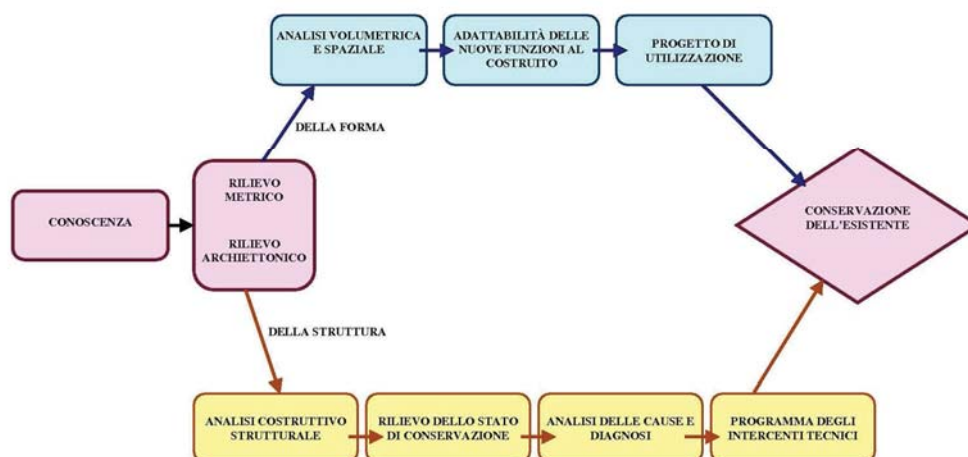 ANALISI VOLUMETRICA
E SPAZIALE
ADATTABILITÀ DELLE
NUOVE FUNZIONI AL
COSTRUITO
PROGETTO DI
UTILIZZAZIONE
DELLA FORMA
CONOSCENZA
RILIEVO
METRICO
RILIEVO
ARCHIETTONICO
CONSERVAZIONE
DELL'ESISTENTE
DELLA STRUTTURA
ANALISI COSTRUTTIVO
STRUTTURALE
RILIEVO DELLO STATO
DI CONSERVAZIONE
ANALISI DELLE CAUSE E
DIAGNOSI
PROGRAMMA DEGLI
INTERCENTI TECNICI